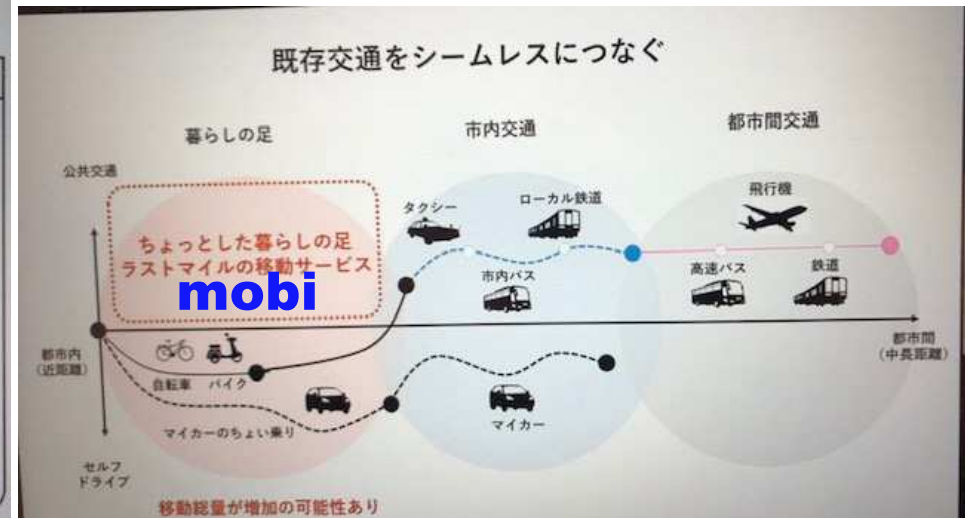 既存交通をシームレスにつなぐ
暮らしの足
市内交通
都市間交通
公共交通
ちょっとした暮らしの足
ラストマイルの移動サービス
mobi
タクシー
ローカル鉄道
飛行機
市内バス
高速バス
鉄道
都市内
(近距離)
都市間
(中長距離)
自転車
バイク
マイカーのちょい乗り
マイカー
セルフ
ドライブ
移動総量が増加の可能性あり